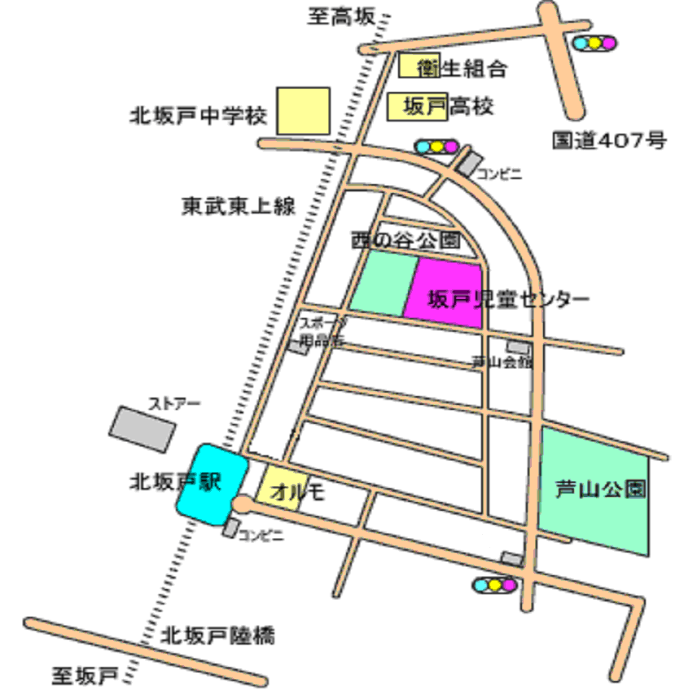 至高坂
衛生組合
坂戸高校
北坂戸中学校
国道407号
コンビニ
東武東上線
西の谷公園
坂戸児童センター
スポーツ
用品店
芦山会館
ストアー
北坂戸駅
オルモ
芦山公園
コンビニ
北坂戸陸橋
至坂戸